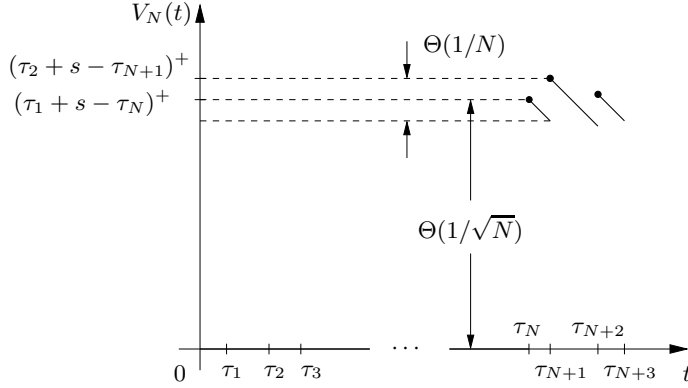 V_N(t)
Θ(1/N)
(τ_2 + s − τ_{N+1})^+
(τ_1 + s − τ_N)^+
Θ(1/√N)
τ_N τ_{N+2}
· · ·
0 τ_1 τ_2 τ_3 τ_{N+1} τ_{N+3} t